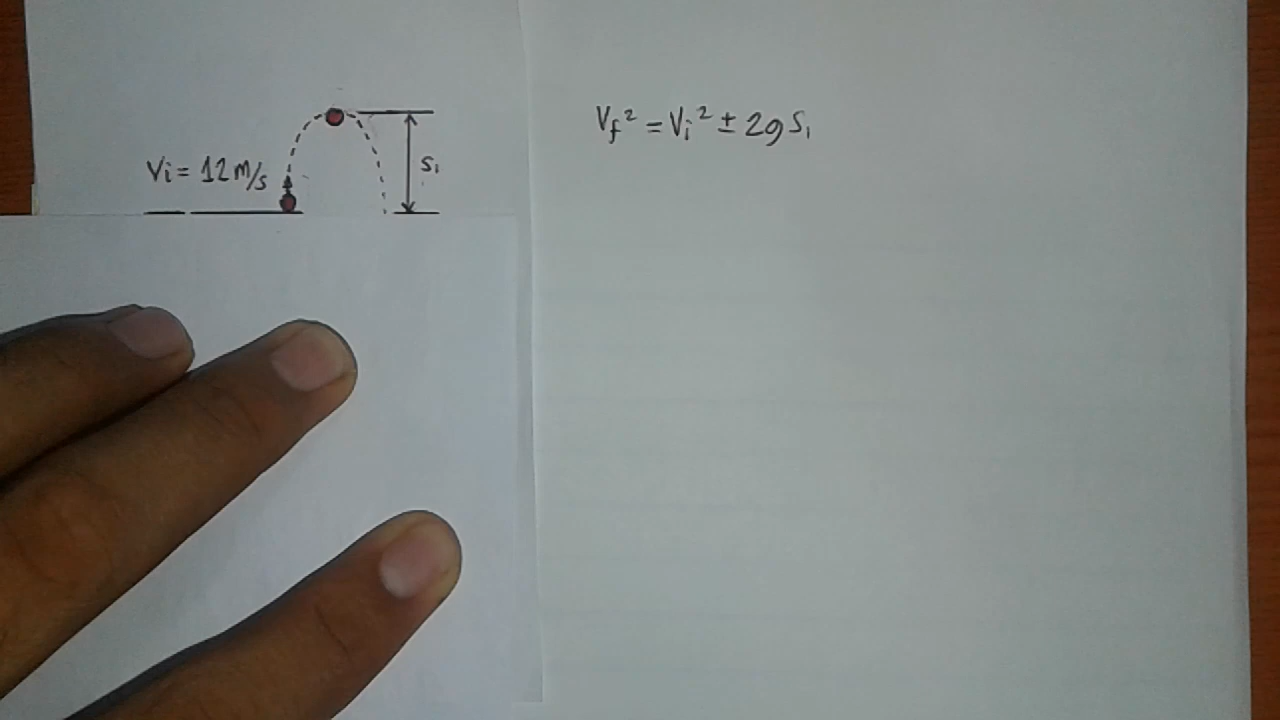 Vi = 12 m/s
S₁
Vf² = Vi² ± 2g S₁